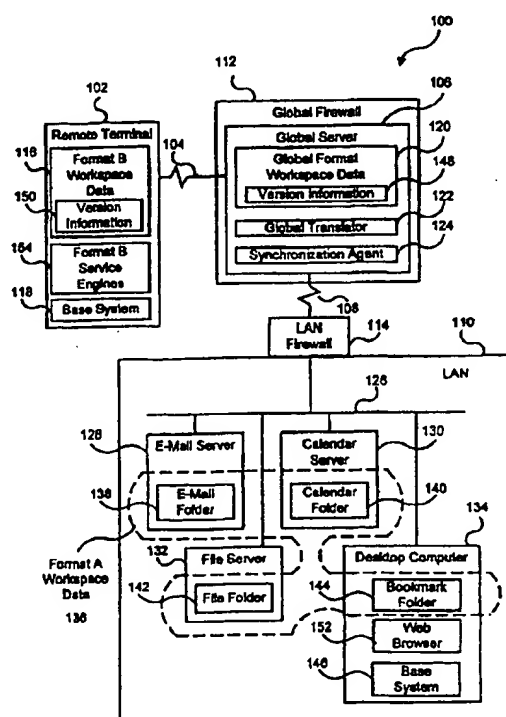 100
112
106
102
Global Firewall
Remote Terminal
104
Global Server
120
116
Format B
Workspace
Data
Global Format
Workspace Data
148
150
Version
Information
Version Information
122
Global Translator
124
164
Format B
Service
Engines
Synchronization Agent
118
Base System
108
LAN
Firewall
114
110
LAN
126
128
E-Mail Server
Calendar
Server
130
138
E-Mail
Folder
Calendar
Folder
140
134
132
File Server
Desktop Computer
Format A
Workspace
Data
136
142
File Folder
144
Bookmark
Folder
152
Web
Browser
146
Base
System